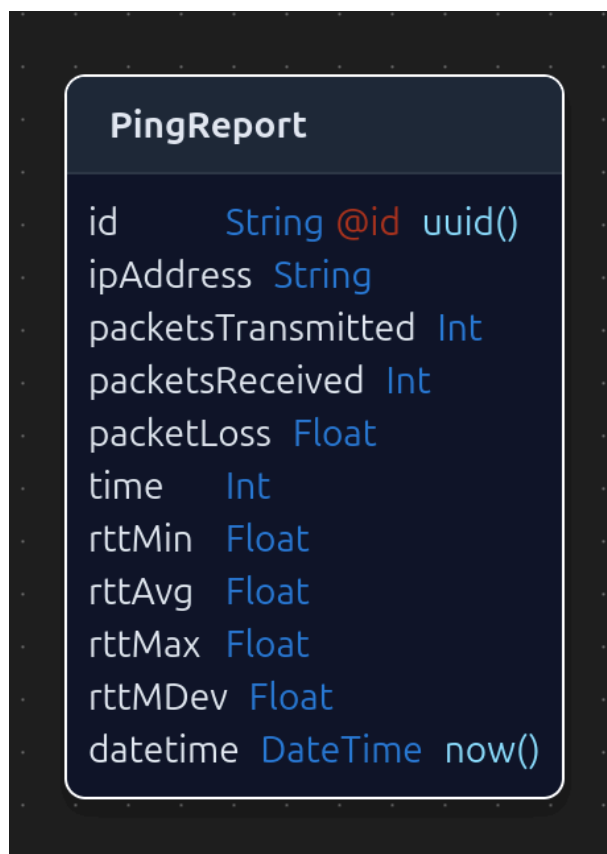 PingReport
id String @id uuid()
ipAddress String
packetsTransmitted Int
packetsReceived Int
packetLoss Float
time Int
rttMin Float
rttAvg Float
rttMax Float
rttMDev Float
datetime DateTime now()